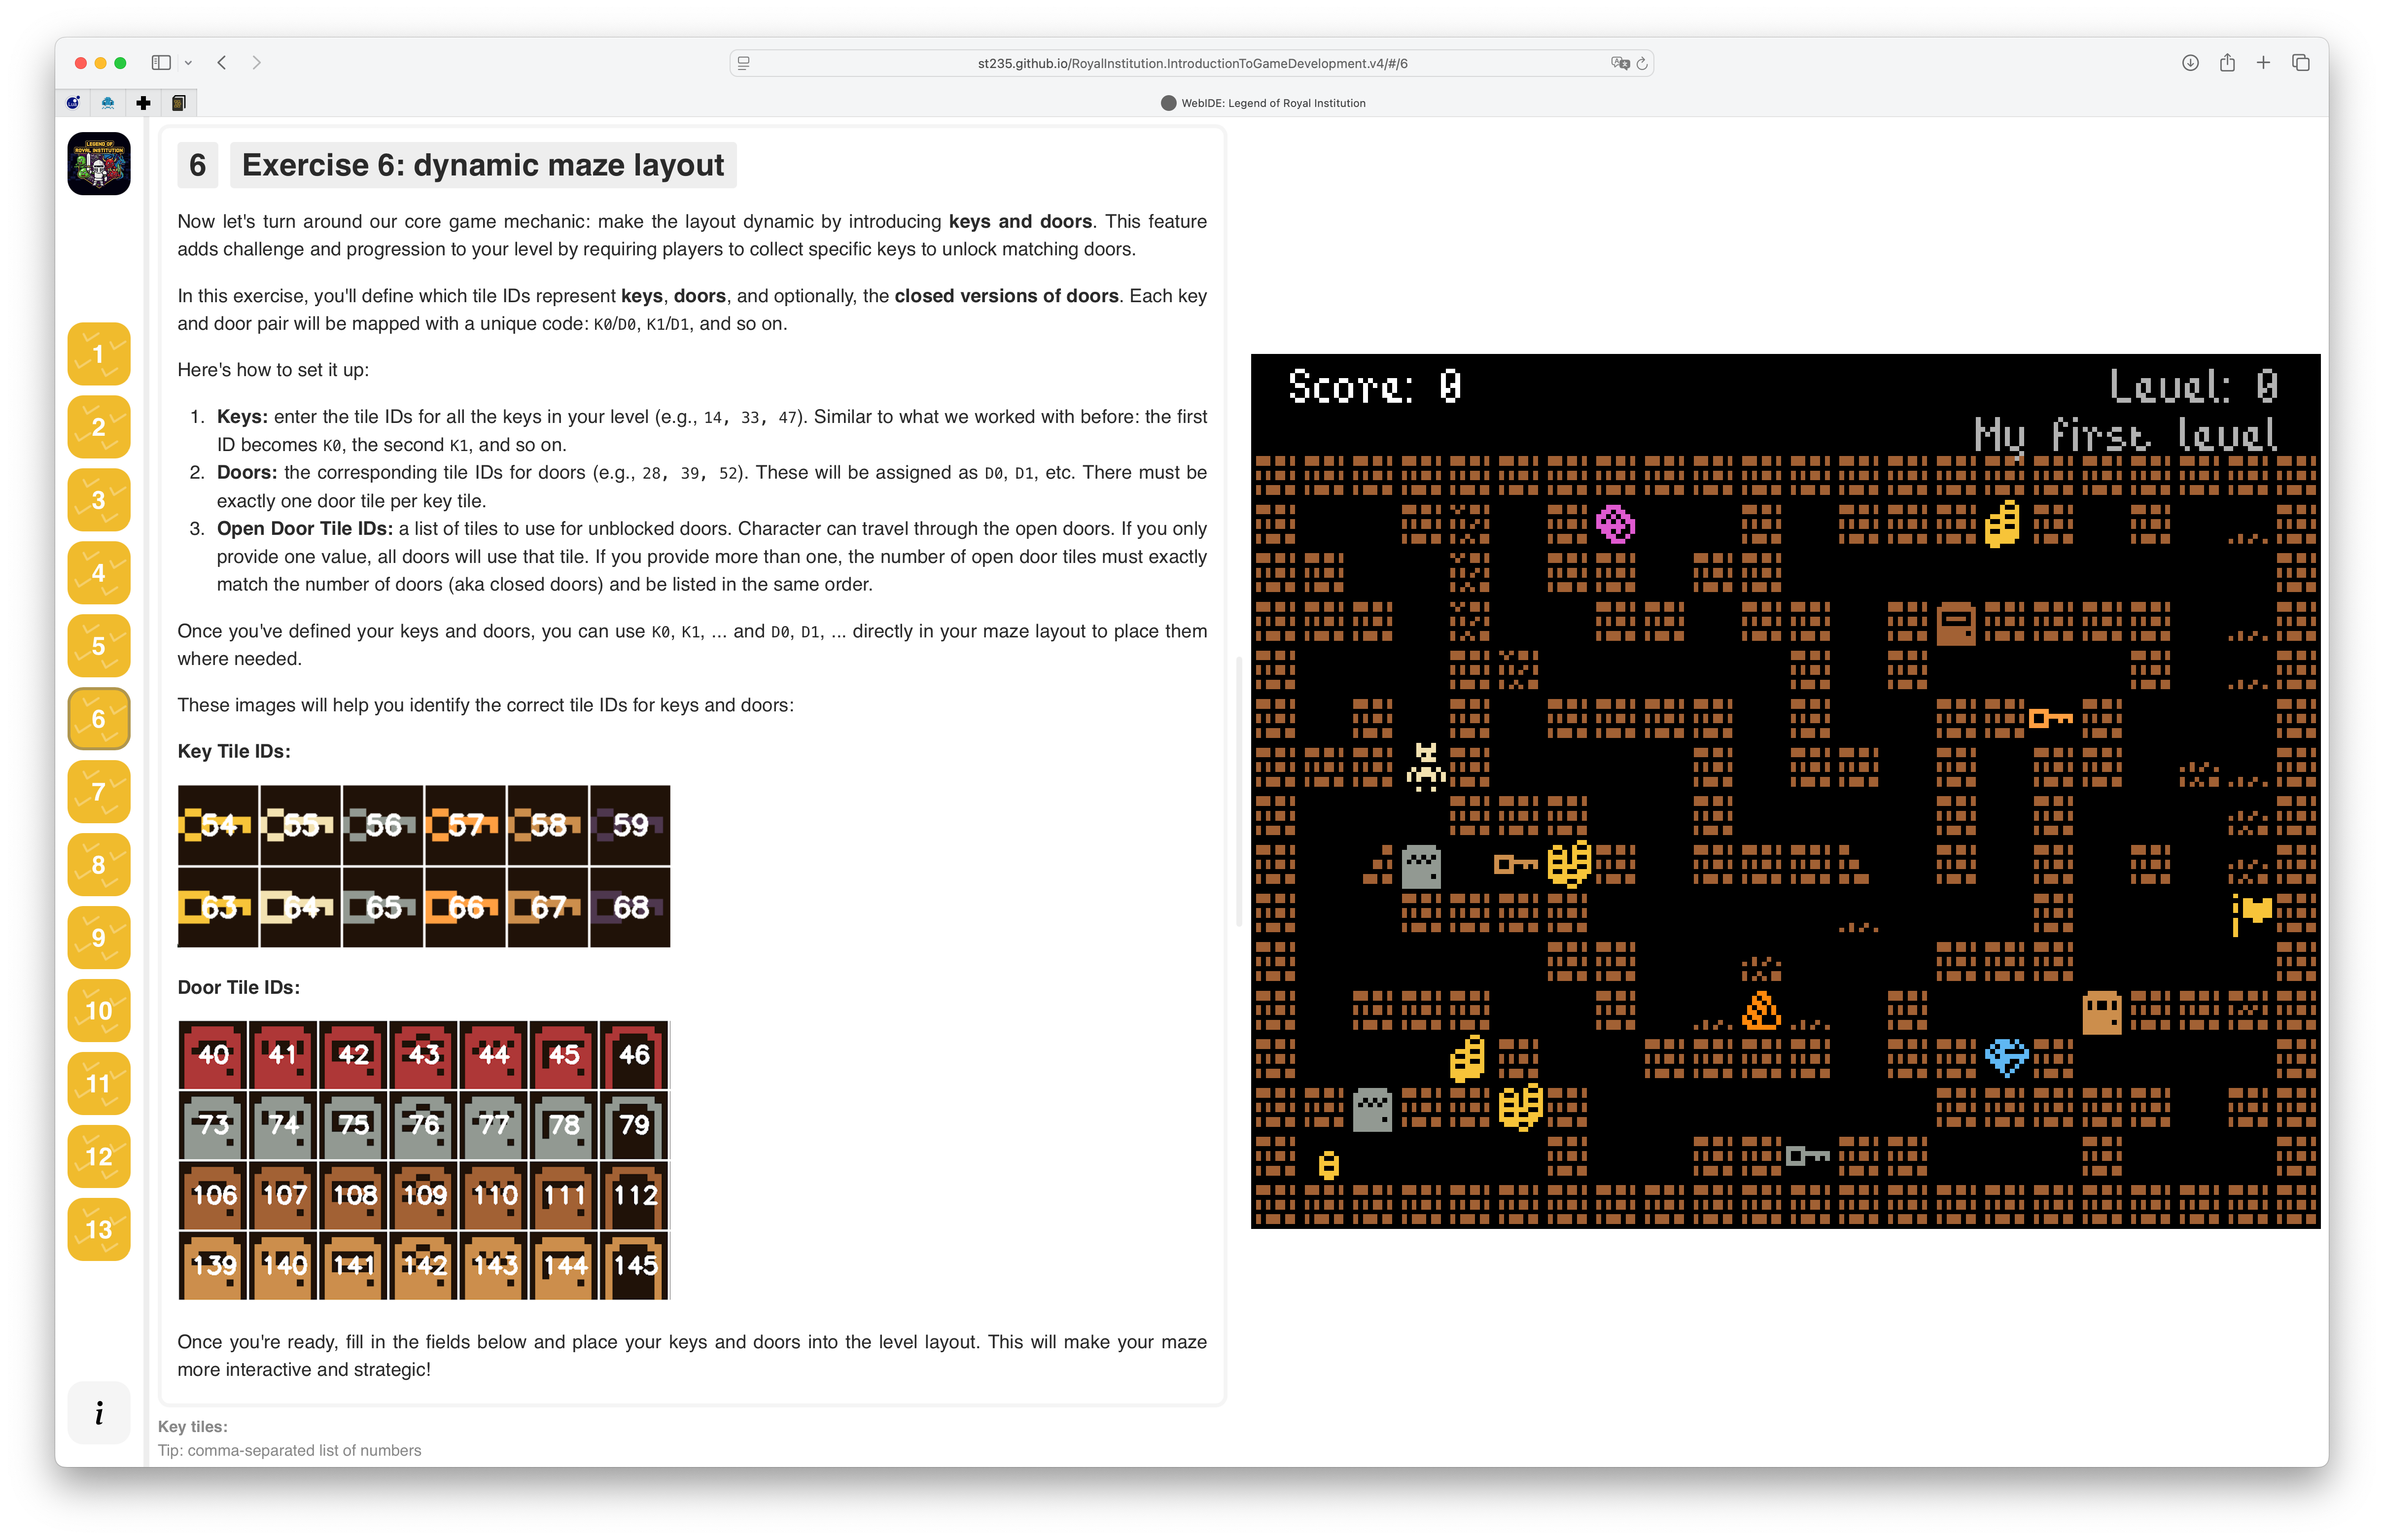 st235.github.io/RoyalInstitution.IntroductionToGameDevelopment.v4/#/6
WebIDE: Legend of Royal Institution
LEGEND OF
ROYAL INSTITUTION
1
2
3
4
5
6
7
8
9
10
11
12
13
i
6 Exercise 6: dynamic maze layout
Now let's turn around our core game mechanic: make the layout dynamic by introducing keys and doors. This feature
adds challenge and progression to your level by requiring players to collect specific keys to unlock matching doors.
In this exercise, you'll define which tile IDs represent keys, doors, and optionally, the closed versions of doors. Each key
and door pair will be mapped with a unique code: K0/D0, K1/D1, and so on.
Here's how to set it up:
1. Keys: enter the tile IDs for all the keys in your level (e.g., 14, 33, 47). Similar to what we worked with before: the first
ID becomes K0, the second K1, and so on.
2. Doors: the corresponding tile IDs for doors (e.g., 28, 39, 52). These will be assigned as D0, D1, etc. There must be
exactly one door tile per key tile.
3. Open Door Tile IDs: a list of tiles to use for unblocked doors. Character can travel through the open doors. If you only
provide one value, all doors will use that tile. If you provide more than one, the number of open door tiles must exactly
match the number of doors (aka closed doors) and be listed in the same order.
Once you've defined your keys and doors, you can use K0, K1, ... and D0, D1, ... directly in your maze layout to place them
where needed.
These images will help you identify the correct tile IDs for keys and doors:
Key Tile IDs:
54 55 56 57 58 59
63 64 65 66 67 68
Door Tile IDs:
40 41 42 43 44 45 46
73 74 75 76 77 78 79
106 107 108 109 110 111 112
139 140 141 142 143 144 145
Once you're ready, fill in the fields below and place your keys and doors into the level layout. This will make your maze
more interactive and strategic!
Key tiles:
Tip: comma-separated list of numbers
Score: 0
Level: 0
My first level